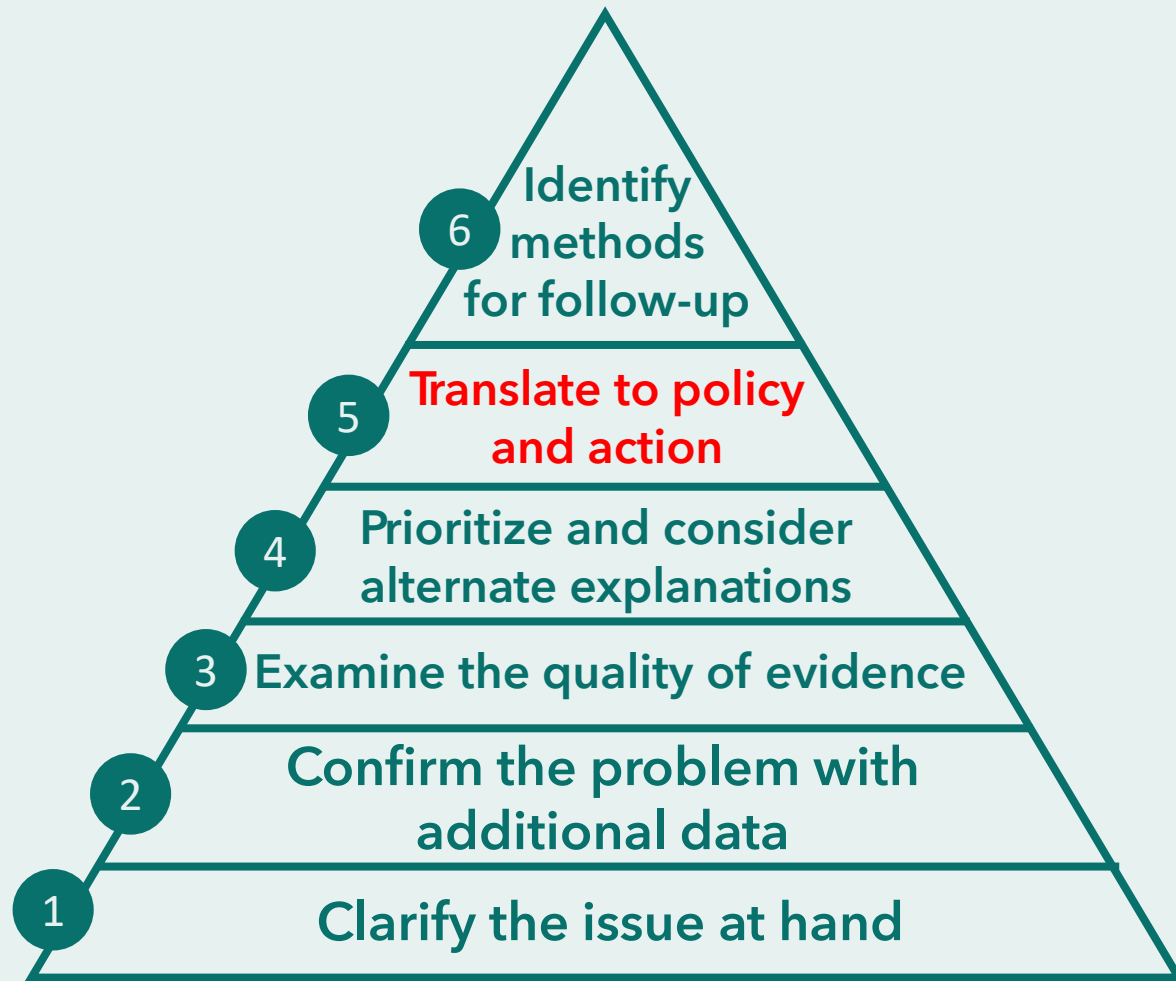 6
Identify
methods
for follow-up
5
Translate to policy
and action
4
Prioritize and consider
alternate explanations
3
Examine the quality of evidence
2
Confirm the problem with
additional data
1
Clarify the issue at hand